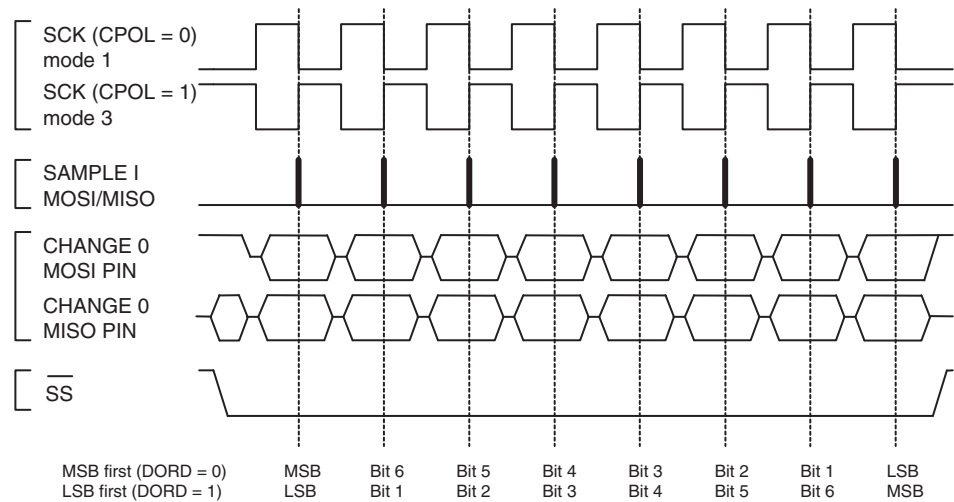 SCK (CPOL = 0)
mode 1
SCK (CPOL = 1)
mode 3
SAMPLE I
MOSI/MISO
CHANGE 0
MOSI PIN
CHANGE 0
MISO PIN
SS
MSB first (DORD = 0) MSB Bit 6 Bit 5 Bit 4 Bit 3 Bit 2 Bit 1 LSB
LSB first (DORD = 1) LSB Bit 1 Bit 2 Bit 3 Bit 4 Bit 5 Bit 6 MSB